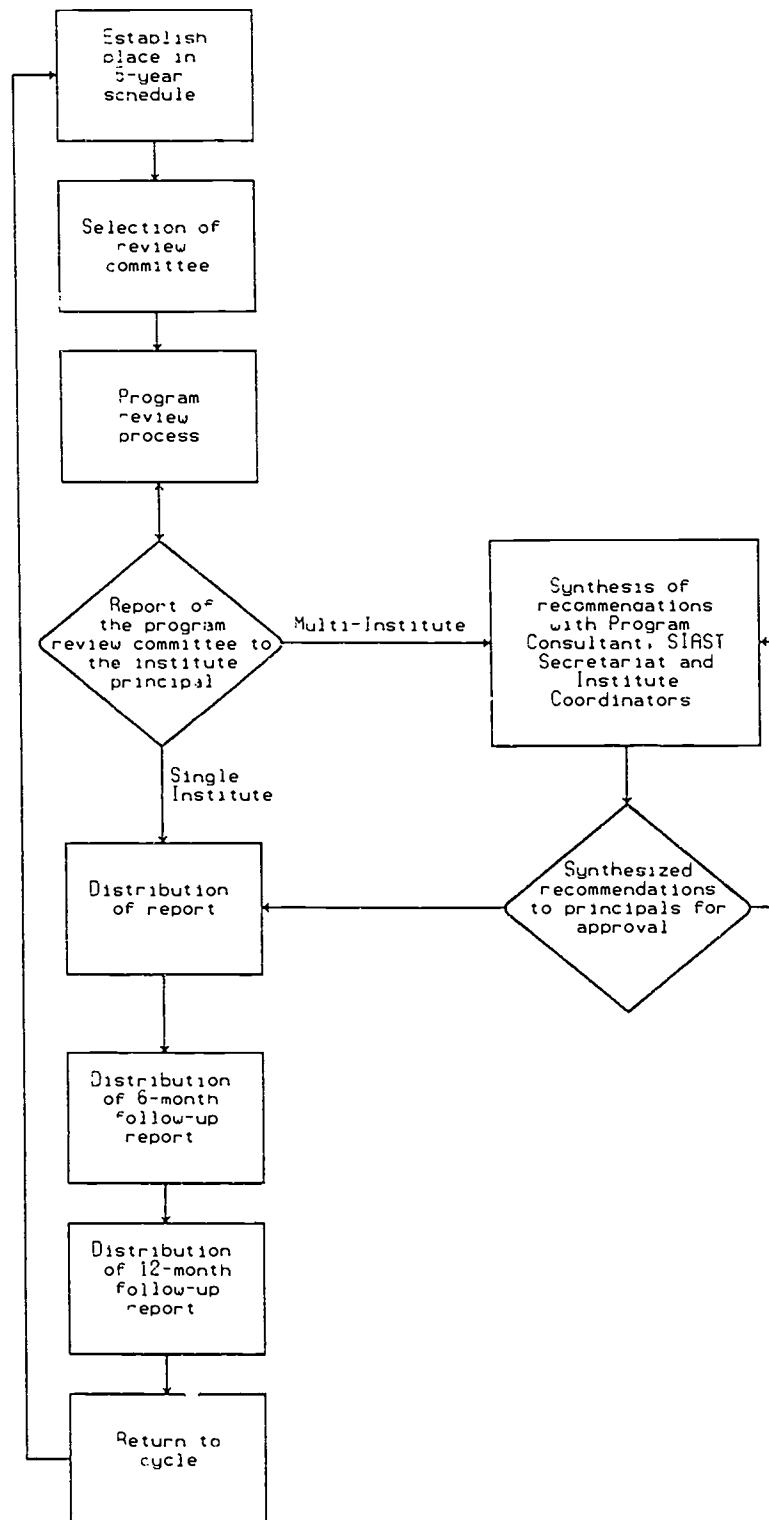 Establish
place in
5-year
schedule
Selection of
review
committee
Program
review
process
Report of
the program
review committee to
the institute
principal
Multi-Institute
Synthesis of
recommendations
with Program
Consultant, SIAST
Secretariat and
Institute
Coordinators
Single
Institute
Distribution
of report
Synthesized
recommendations
to principals for
approval
Distribution
of 6-month
follow-up
report
Distribution
of 12-month
follow-up
report
Return to
cycle